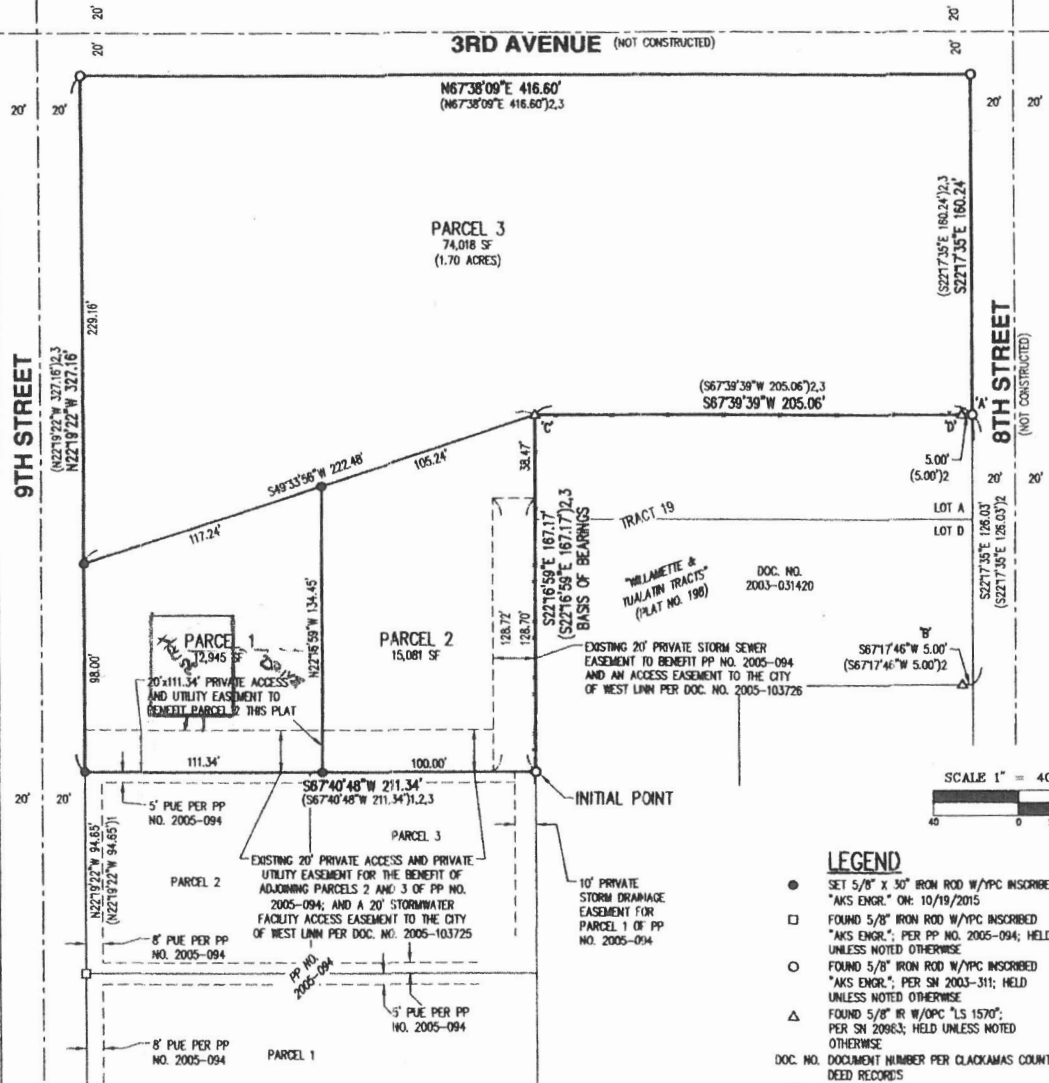 20'
20'
20'
20'
3RD AVENUE (NOT CONSTRUCTED)
N67°38'09"E 416.60'
(N67°38'09"E 416.60')2,3
20'
20'
20'
20'
PARCEL 3
74,018 SF
(1.70 ACRES)
(S22°17'35"E 160.24')2,3
S22°17'35"E 160.24'
229.16'
9TH STREET
(N22°19'22"W 327.16')2,3
N22°19'22"W 327.16'
8TH STREET
(NOT CONSTRUCTED)
(S67°39'39"W 205.06')2,3
S67°39'39"W 205.06'
'A'
'C'
'D'
5.00'
(5.00')2
20'
20'
S49°33'56"W 222.48'
105.24'
117.24'
38.47'
TRACT 19
LOT A
LOT D
"WILLAMETTE &
TUALATIN TRACTS"
(PLAT NO. 198)
DOC. NO.
2003-031420
S22°16'59"E 167.17'
(S22°16'59"E 167.17')2,3
BASIS OF BEARINGS
S22°17'35"E 126.03'
(S22°17'35"E 126.03')2
98.00'
PARCEL 1
12,945 SF
N22°16'59"W 134.45'
PARCEL 2
15,081 SF
128.72'
128.70'
'B'
S67°17'46"W 5.00'
(S67°17'46"W 5.00')2
EXISTING 20' PRIVATE STORM SEWER
EASEMENT TO BENEFIT PP NO. 2005-094
AND AN ACCESS EASEMENT TO THE CITY
OF WEST LINN PER DOC. NO. 2005-103726
20'x111.34' PRIVATE ACCESS
AND UTILITY EASEMENT TO
BENEFIT PARCEL 2 THIS PLAT
111.34'
100.00'
S67°40'48"W 211.34'
(S67°40'48"W 211.34')1,2,3
INITIAL POINT
20'
20'
SCALE 1" = 40
40
0
5' PUE PER PP
NO. 2005-094
PARCEL 3
N22°19'22"W 94.65'
(N22°19'22"W 94.65')1
PARCEL 2
EXISTING 20' PRIVATE ACCESS AND PRIVATE
UTILITY EASEMENT FOR THE BENEFIT OF
ADJOINING PARCELS 2 AND 3 OF PP NO.
2005-094; AND A 20' STORMWATER
FACILITY ACCESS EASEMENT TO THE CITY
OF WEST LINN PER DOC. NO. 2005-103725
10' PRIVATE
STORM DRAINAGE
EASEMENT FOR
PARCEL 1 OF PP
NO. 2005-094
8' PUE PER PP
NO. 2005-094
PP NO.
2005-094
5' PUE PER PP
NO. 2005-094
8' PUE PER PP
NO. 2005-094
PARCEL 1
LEGEND
SET 5/8" X 30" IRON ROD W/YPC INSCRIBE
"AKS ENGR." ON: 10/19/2015
FOUND 5/8" IRON ROD W/YPC INSCRIBED
"AKS ENGR."; PER PP NO. 2005-094; HELD
UNLESS NOTED OTHERWISE
FOUND 5/8" IRON ROD W/YPC INSCRIBED
"AKS ENGR."; PER SN 2003-311; HELD
UNLESS NOTED OTHERWISE
FOUND 5/8" IR W/OPC "LS 1570";
PER SN 20983; HELD UNLESS NOTED
OTHERWISE
DOC. NO. DOCUMENT NUMBER PER CLACKAMAS COUNT
DEED RECORDS